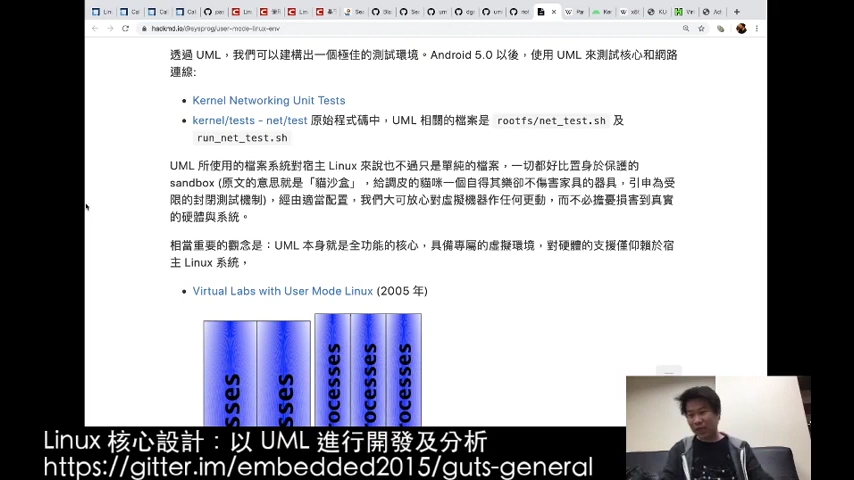 hackmd.io/@sysprog/user-mode-linux-env
透過 UML，我們可以建構出一個極佳的測試環境。Android 5.0 以後，使用 UML 來測試核心和網路
連線:
Kernel Networking Unit Tests
kernel/tests - net/test 原始程式碼中，UML 相關的檔案是 rootfs/net_test.sh 及
run_net_test.sh
UML 所使用的檔案系統對宿主 Linux 來說也不過只是單純的檔案，一切都好比置身於保護的
sandbox (原文的意思就是「貓沙盒」，給調皮的貓咪一個自得其樂卻不傷害家具的器具，引申為受
限的封閉測試機制)，經由適當配置，我們大可放心對虛擬機器作任何更動，而不必擔憂損害到真實
的硬體與系統。
相當重要的觀念是：UML 本身就是全功能的核心，具備專屬的虛擬環境，對硬體的支援僅仰賴於宿
主 Linux 系統，
Virtual Labs with User Mode Linux (2005 年)
Linux 核心設計：以 UML 進行開發及分析
https://gitter.im/embedded2015/guts-general